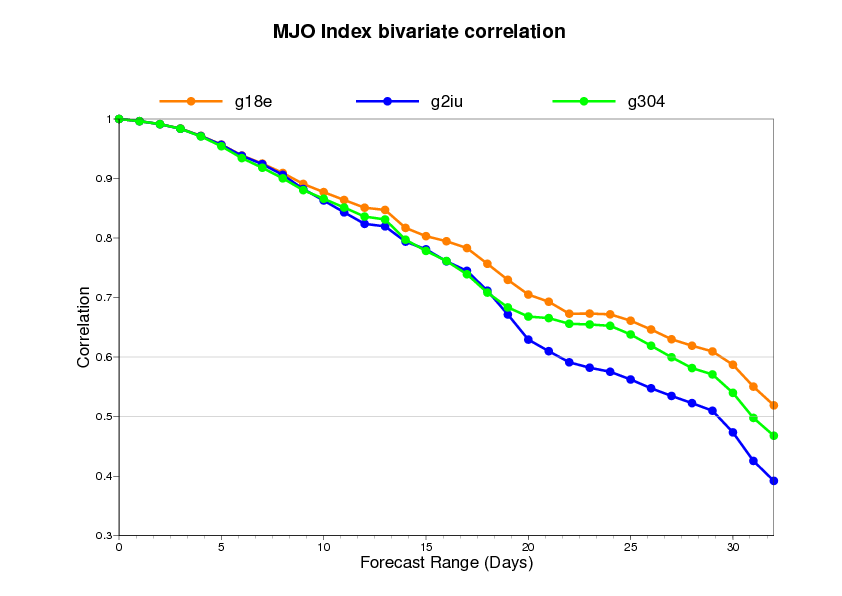 MJO Index bivariate correlation
g18e g2iu g304
1
0.9
0.8
0.7
0.6
0.5
0.4
0.3
Correlation
0 5 10 15 20 25 30
Forecast Range (Days)